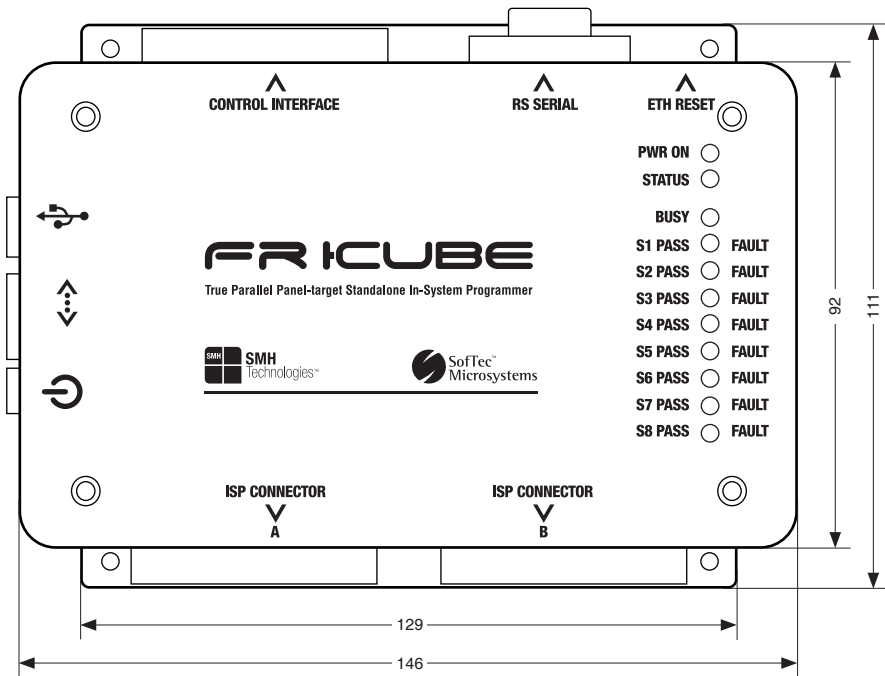 CONTROL INTERFACE
RS SERIAL
ETH RESET
PWR ON
STATUS
BUSY
S1 PASS FAULT
S2 PASS FAULT
S3 PASS FAULT
S4 PASS FAULT
S5 PASS FAULT
S6 PASS FAULT
S7 PASS FAULT
S8 PASS FAULT
FR ICUBE
True Parallel Panel-target Standalone In-System Programmer
SMH
SMH
Technologies™
SofTec™
Microsystems
ISP CONNECTOR
A
ISP CONNECTOR
B
92
111
129
146